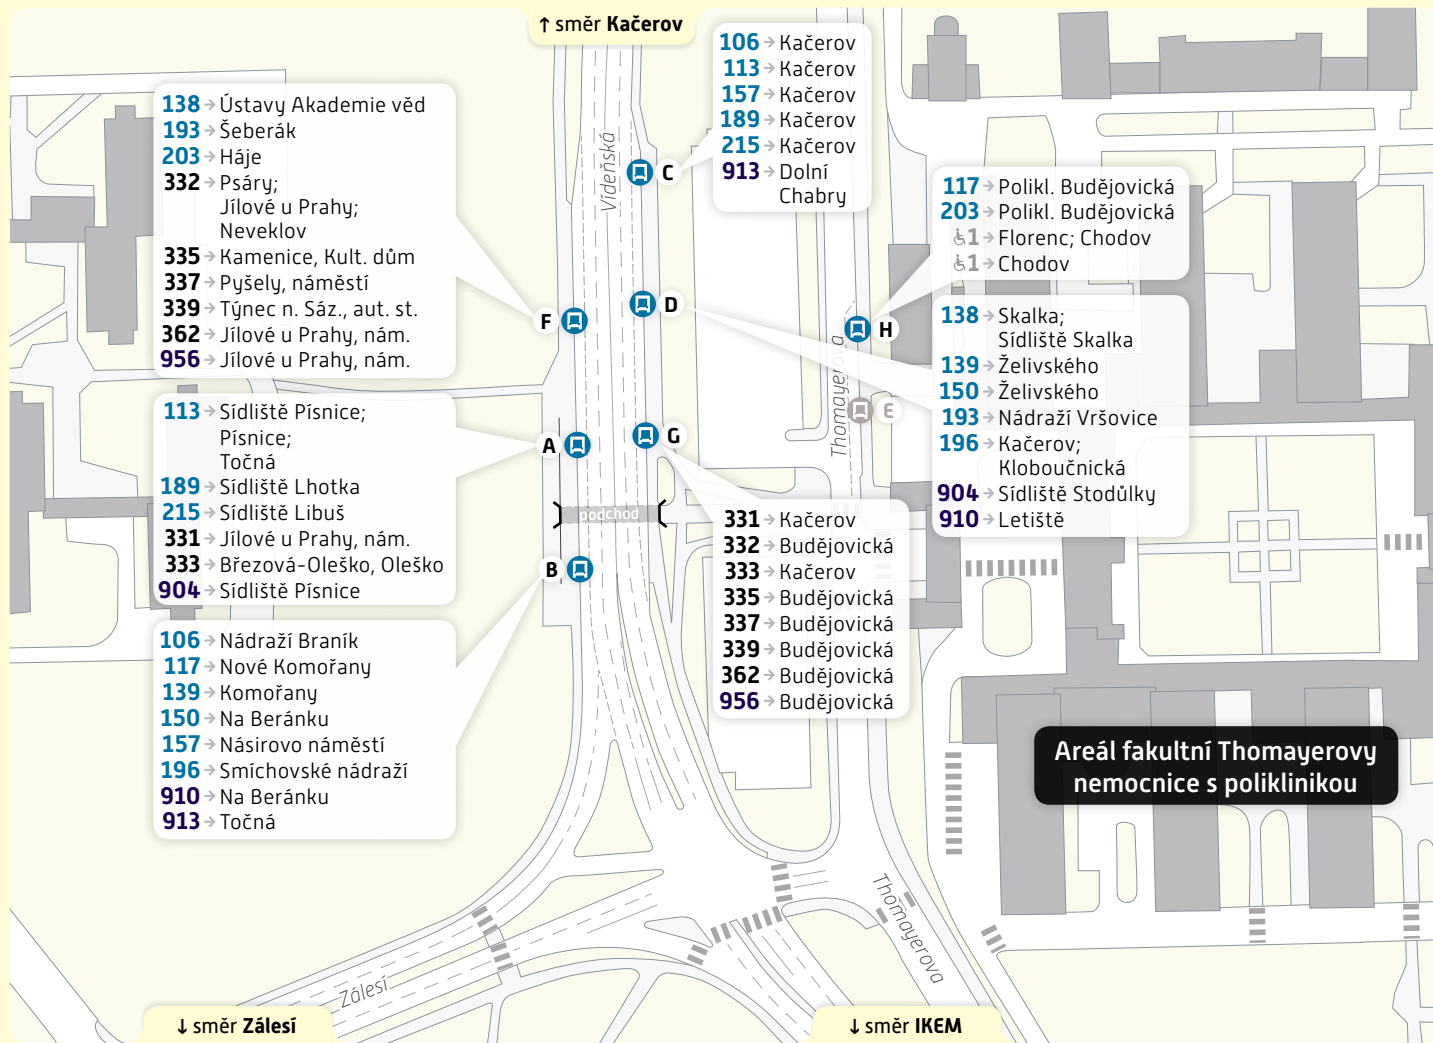 ↑ směr Kačerov
138 → Ústavy Akademie věd
193 → Šeberák
203 → Háje
332 → Psáry;
Jílové u Prahy;
Neveklov
335 → Kamenice, Kult. dům
337 → Pyšely, náměstí
339 → Týnec n. Sáz., aut. st.
362 → Jílové u Prahy, nám.
956 → Jílové u Prahy, nám.
F
113 → Sídliště Písnice;
Písnice;
Točná
189 → Sídliště Lhotka
215 → Sídliště Libuš
331 → Jílové u Prahy, nám.
333 → Březová-Oleško, Oleško
904 → Sídliště Písnice
A
106 → Nádraží Braník
117 → Nové Komořany
139 → Komořany
150 → Na Beránku
157 → Násirovo náměstí
196 → Smíchovské nádraží
910 → Na Beránku
913 → Točná
B
Vídeňská
106 → Kačerov
113 → Kačerov
157 → Kačerov
189 → Kačerov
215 → Kačerov
913 → Dolní
Chabry
C
117 → Polikl. Budějovická
203 → Polikl. Budějovická
♿1 → Florenc; Chodov
♿1 → Chodov
H
138 → Skalka;
Sídliště Skalka
139 → Želivského
150 → Želivského
193 → Nádraží Vršovice
196 → Kačerov;
Kloboučnická
904 → Sídliště Stodůlky
910 → Letiště
D
E
Thomayerova
G
podchod
331 → Kačerov
332 → Budějovická
333 → Kačerov
335 → Budějovická
337 → Budějovická
339 → Budějovická
362 → Budějovická
956 → Budějovická
Areál fakultní Thomayerovy
nemocnice s poliklinikou
Thomayerova
Zálesí
↓ směr Zálesí
↓ směr IKEM